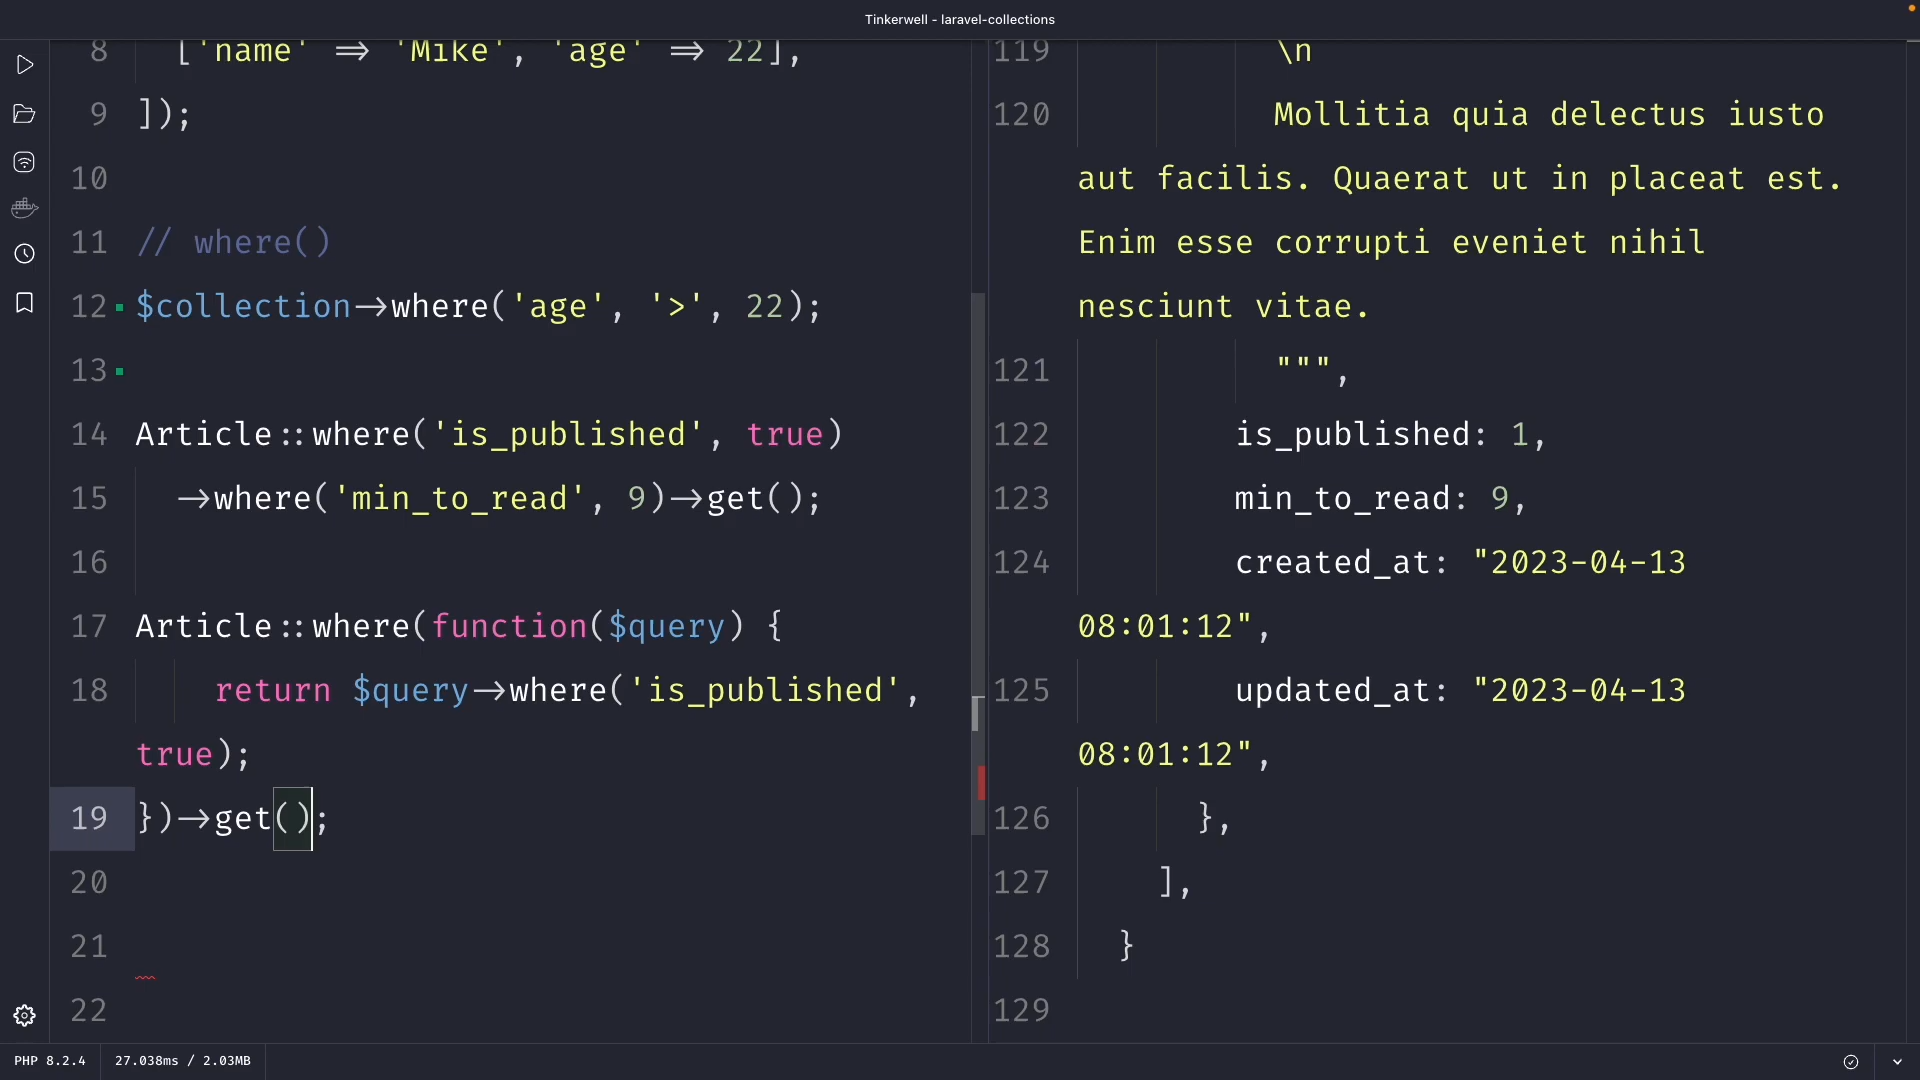 Tinkerwell - laravel-collections
8 ['name' => 'Mike', 'age' => 22],
9 ]);
10
11 // where()
12 $collection->where('age', '>', 22);
13
14 Article::where('is_published', true)
15 ->where('min_to_read', 9)->get();
16
17 Article::where(function($query) {
18 return $query->where('is_published',
true);
19 })->get();
20
21
22
119 \n
120 Mollitia quia delectus iusto
aut facilis. Quaerat ut in placeat est.
Enim esse corrupti eveniet nihil
nesciunt vitae.
121 """,
122 is_published: 1,
123 min_to_read: 9,
124 created_at: "2023-04-13
08:01:12",
125 updated_at: "2023-04-13
08:01:12",
126 },
127 ],
128 }
129
PHP 8.2.4 27.038ms / 2.03MB